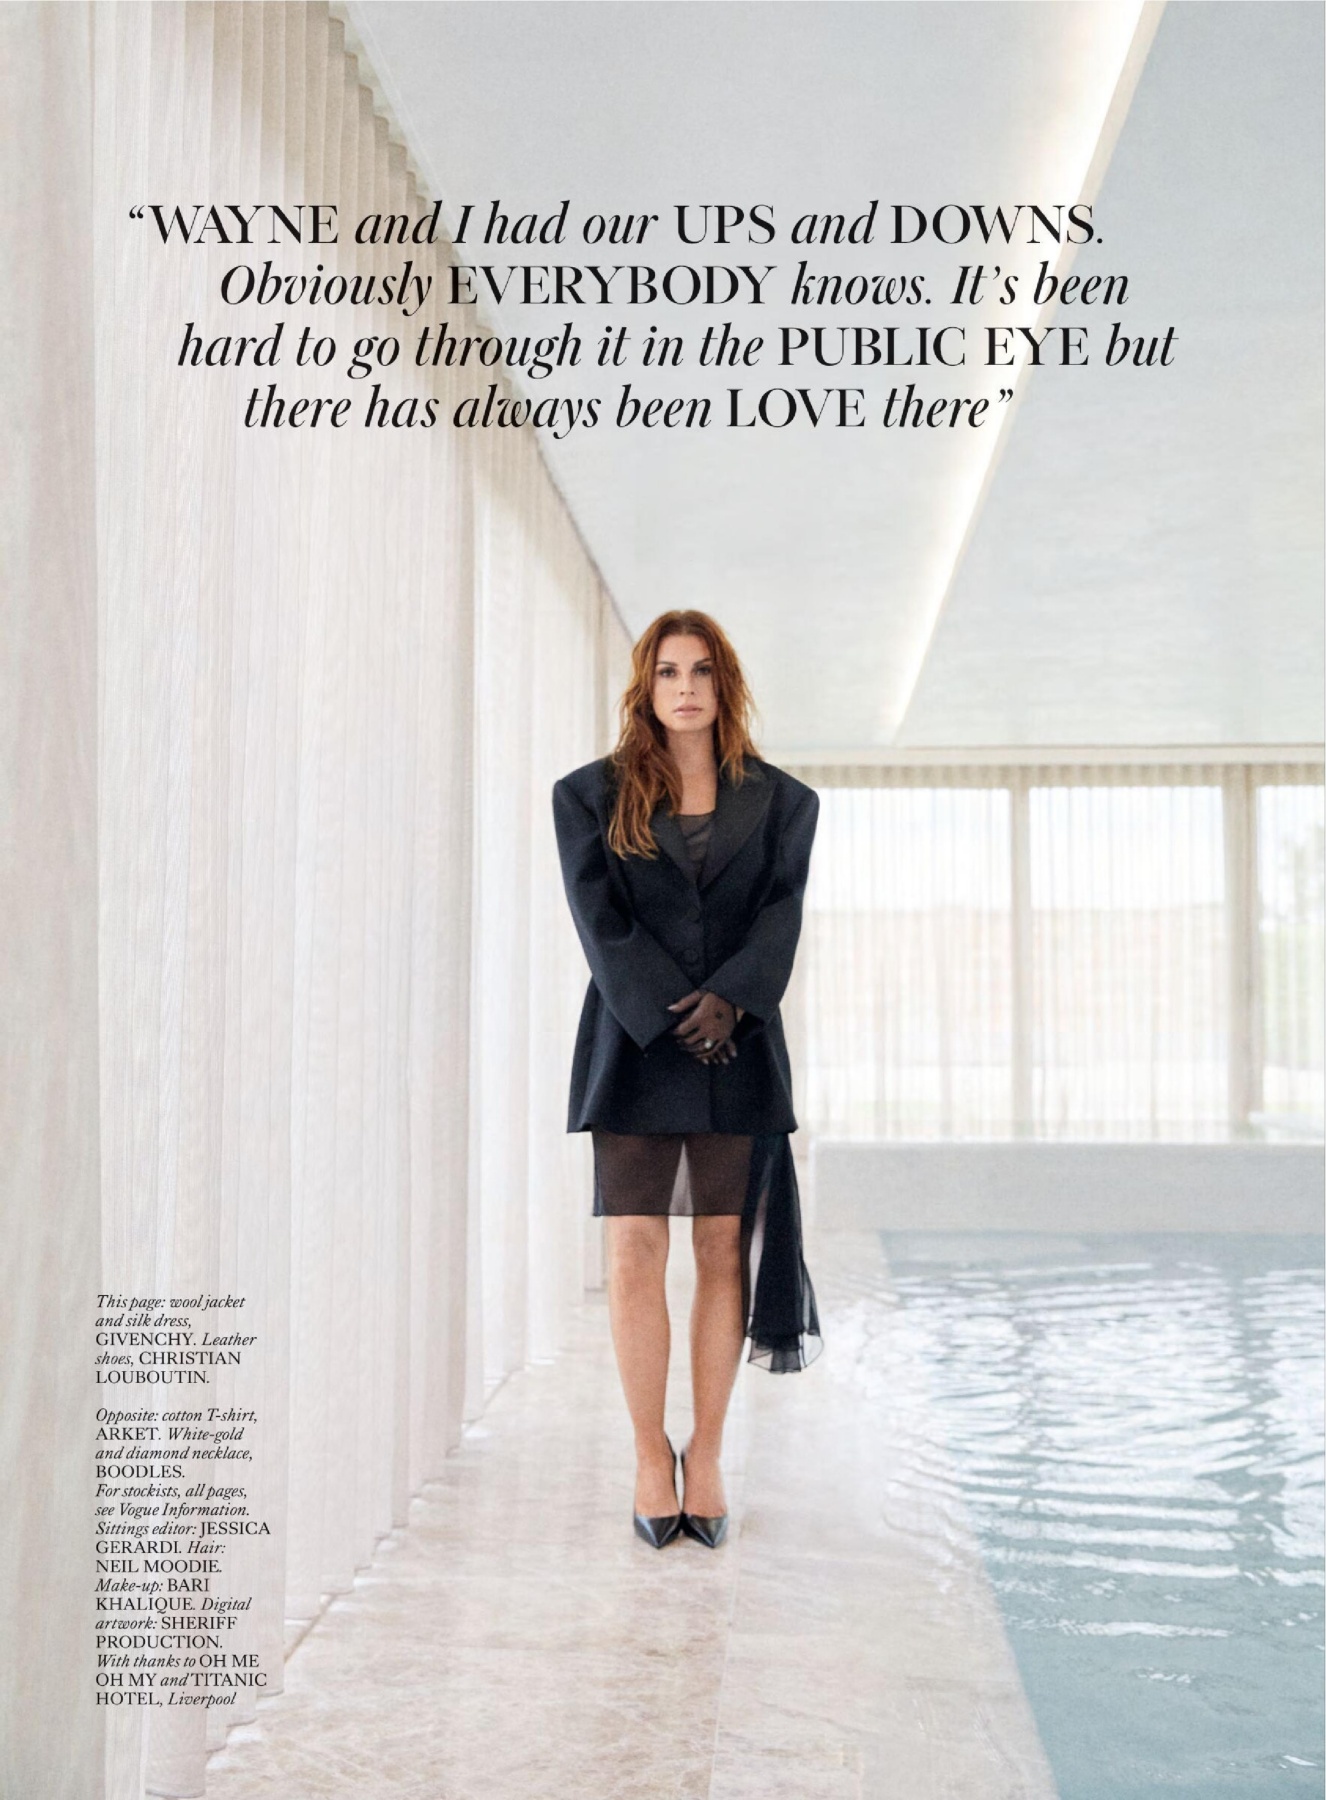 “WAYNE and I had our UPS and DOWNS.
Obviously EVERYBODY knows. It’s been
hard to go through it in the PUBLIC EYE but
there has always been LOVE there”
This page: wool jacket
and silk dress,
GIVENCHY. Leather
shoes, CHRISTIAN
LOUBOUTIN.
Opposite: cotton T-shirt,
ARKET. White-gold
and diamond necklace,
BOODLES.
For stockists, all pages,
see Vogue Information.
Sittings editor: JESSICA
GERARDI. Hair:
NEIL MOODIE.
Make-up: BARI
KHALIQUE. Digital
artwork: SHERIFF
PRODUCTION.
With thanks to OH ME
OH MY and TITANIC
HOTEL, Liverpool